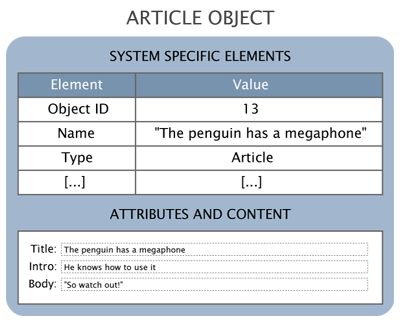 ARTICLE OBJECT
SYSTEM SPECIFIC ELEMENTS
Element Value
Object ID 13
Name "The penguin has a megaphone"
Type Article
[...] [...]
ATTRIBUTES AND CONTENT
Title: The penguin has a megaphone
Intro: He knows how to use it
Body: "So watch out!"